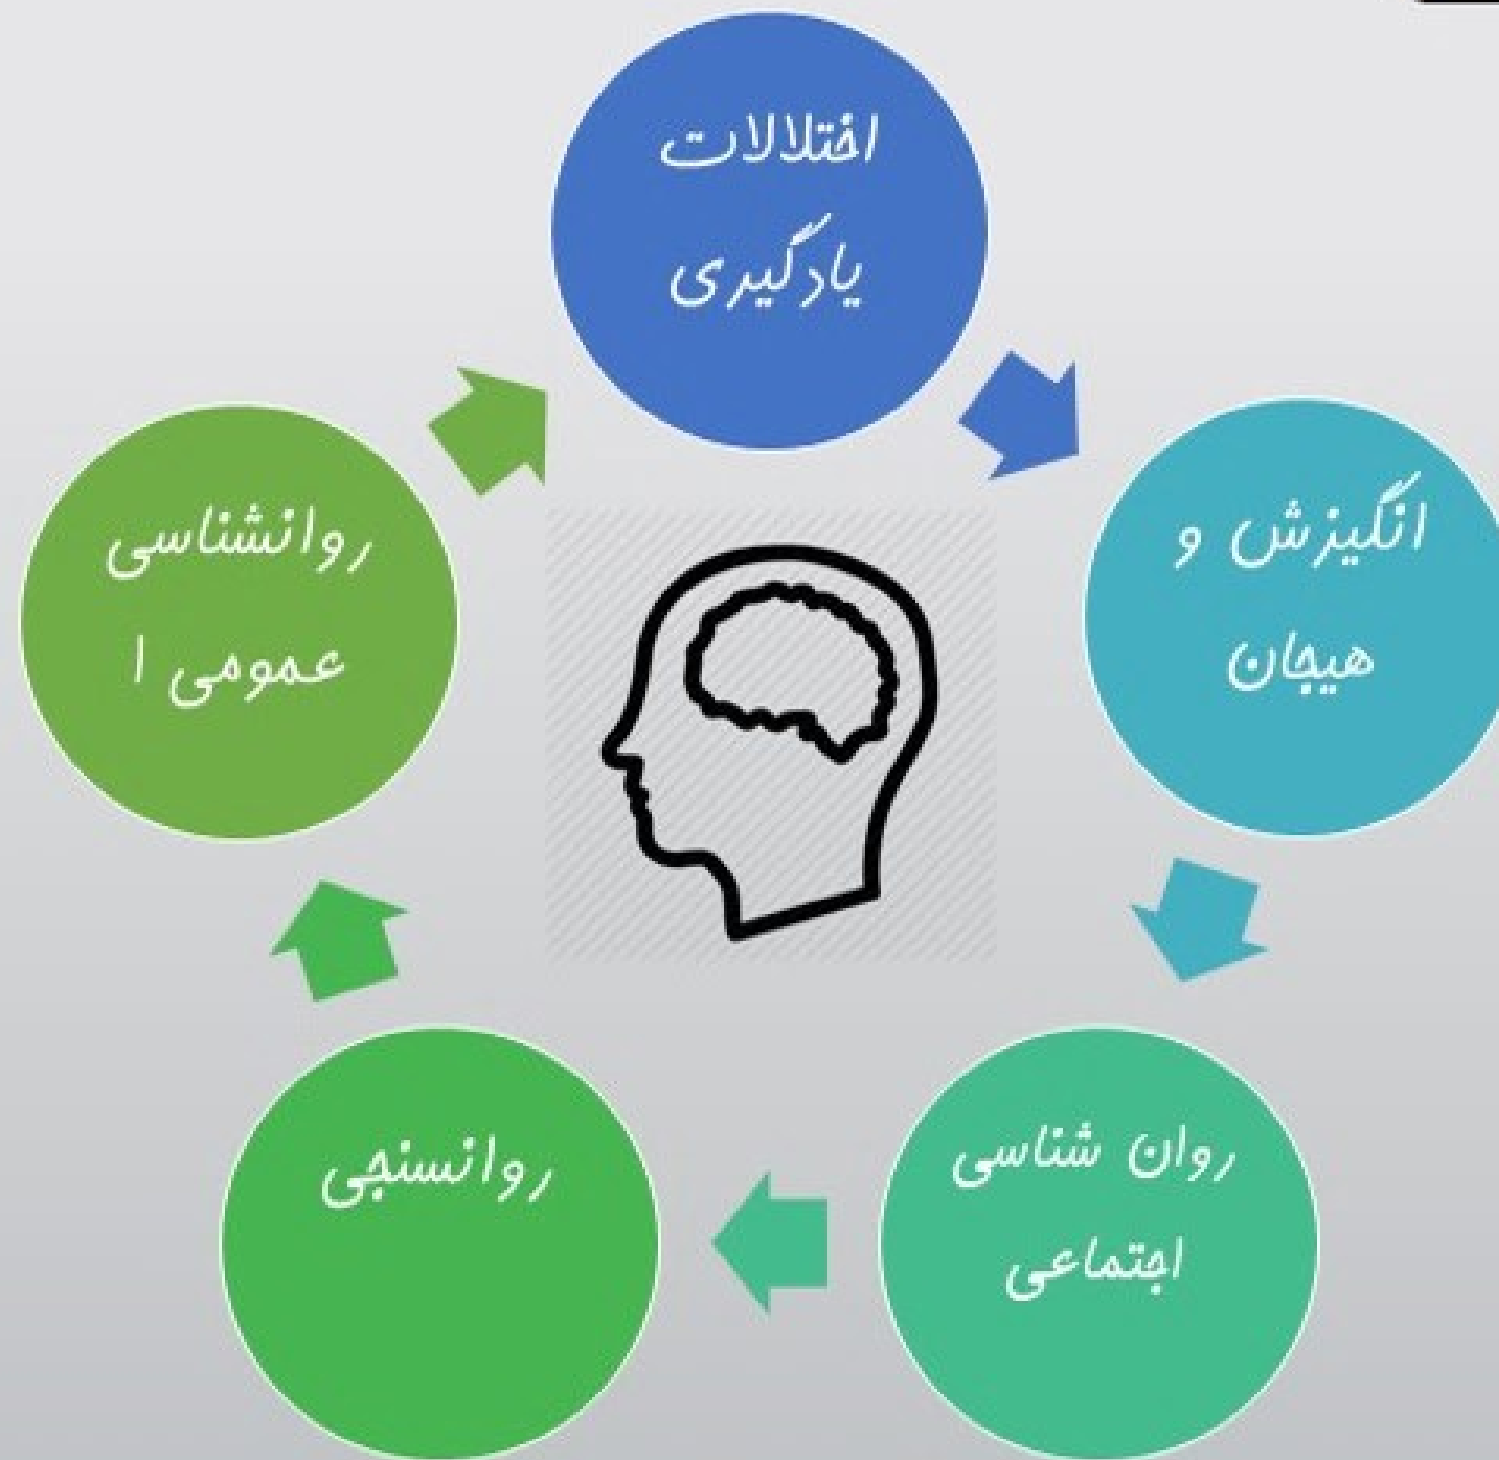 اختلالات
یادگیری
انگیزش و
هیجان
روان شناسی
اجتماعی
روانسنجی
روانشناسی
عمومی ۱